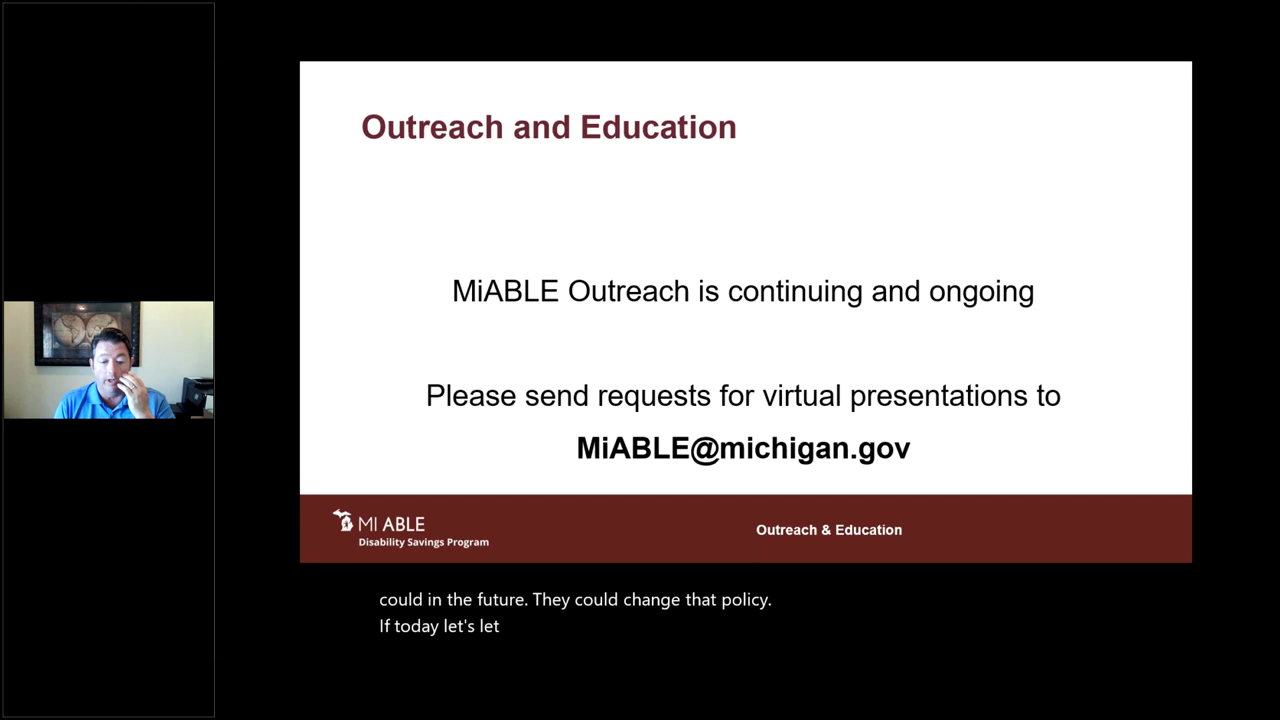 Outreach and Education
MiABLE Outreach is continuing and ongoing
Please send requests for virtual presentations to
MiABLE@michigan.gov
MI ABLE
Disability Savings Program
Outreach & Education
could in the future. They could change that policy.
If today let's let